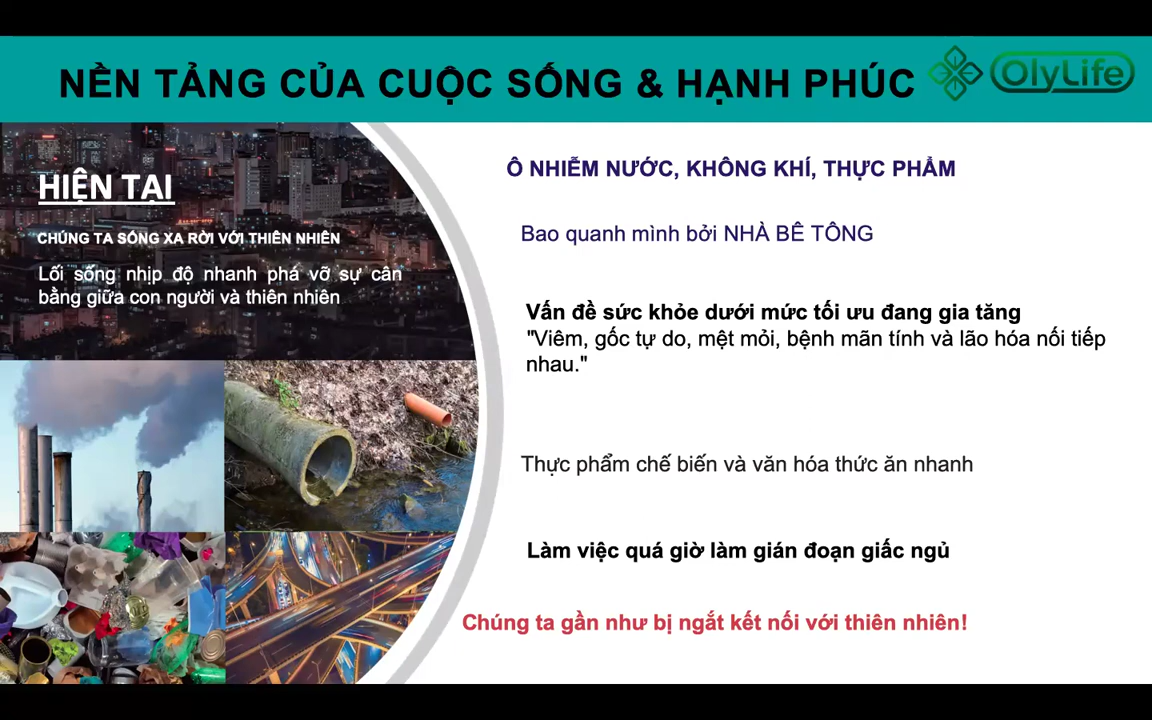 NỀN TẢNG CỦA CUỘC SỐNG & HẠNH PHÚC
OlyLife
HIỆN TẠI
CHÚNG TA SỐNG XA RỜI VỚI THIÊN NHIÊN
Lối sống nhịp độ nhanh phá vỡ sự cân
bằng giữa con người và thiên nhiên
Ô NHIỄM NƯỚC, KHÔNG KHÍ, THỰC PHẨM
Bao quanh mình bởi NHÀ BÊ TÔNG
Vấn đề sức khỏe dưới mức tối ưu đang gia tăng
"Viêm, gốc tự do, mệt mỏi, bệnh mãn tính và lão hóa nối tiếp
nhau."
Thực phẩm chế biến và văn hóa thức ăn nhanh
Làm việc quá giờ làm gián đoạn giấc ngủ
Chúng ta gần như bị ngắt kết nối với thiên nhiên!